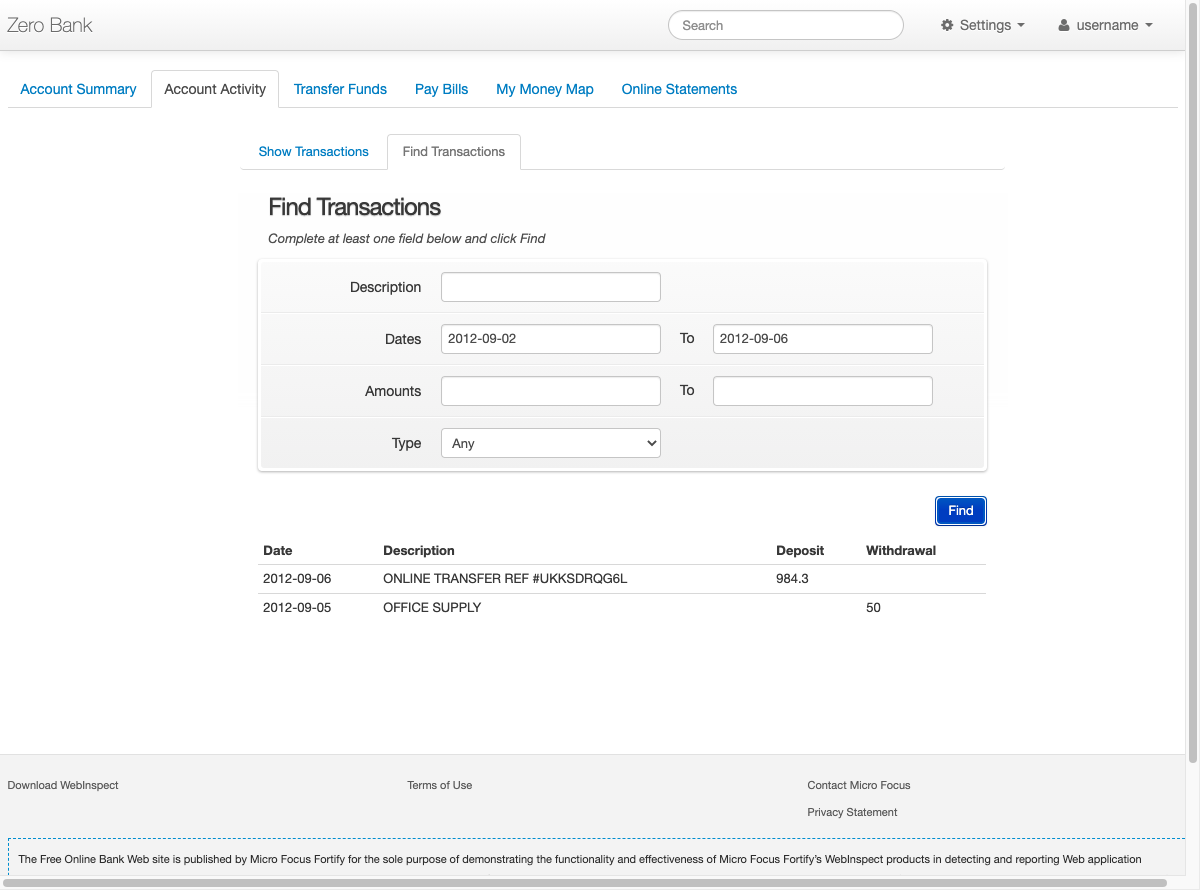 Zero Bank
Search
Settings
username
Account Summary
Account Activity
Transfer Funds
Pay Bills
My Money Map
Online Statements
Show Transactions
Find Transactions
Find Transactions
Complete at least one field below and click Find
Description
Dates 2012-09-02 To 2012-09-06
Amounts To
Type Any
Find
Date Description Deposit Withdrawal
2012-09-06 ONLINE TRANSFER REF #UKKSDRQG6L 984.3
2012-09-05 OFFICE SUPPLY 50
Download WebInspect
Terms of Use
Contact Micro Focus
Privacy Statement
The Free Online Bank Web site is published by Micro Focus Fortify for the sole purpose of demonstrating the functionality and effectiveness of Micro Focus Fortify's WebInspect products in detecting and reporting Web application